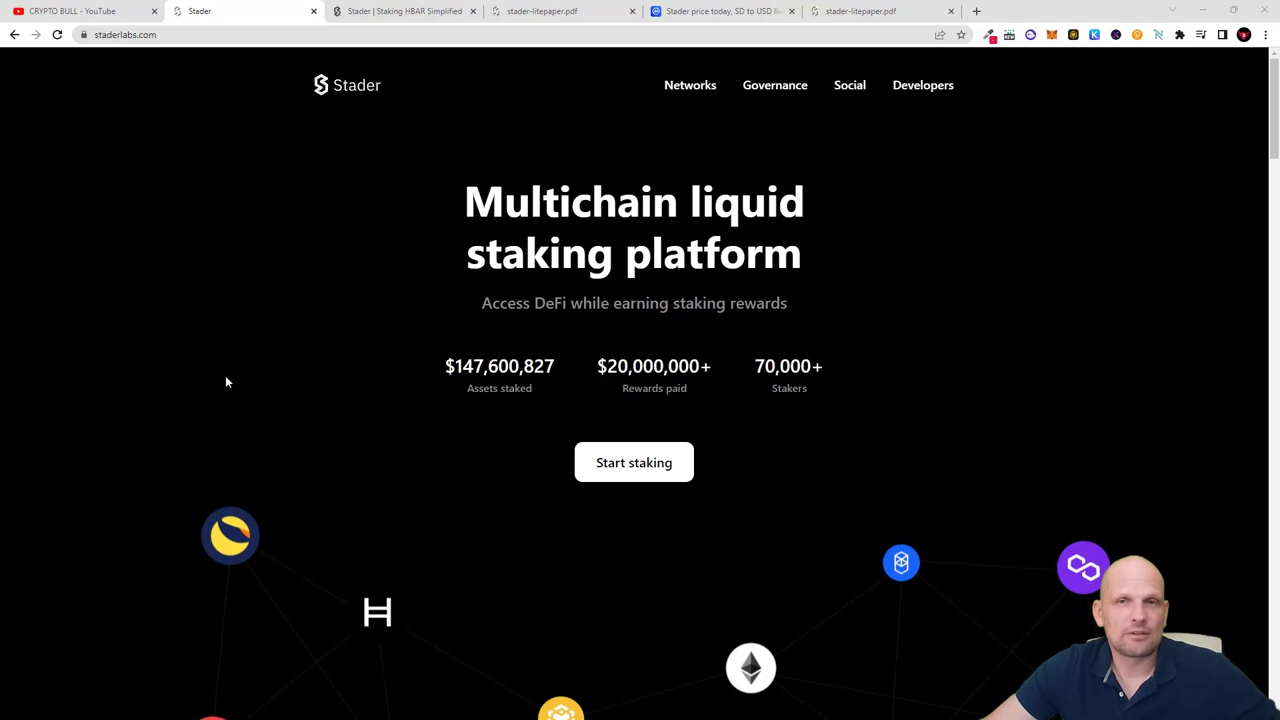 CRYPTO BULL - YouTube
Stader
Stader | Staking HBAR Simplified
stader-litepaper.pdf
Stader price today, SD to USD li
stader-litepaper.pdf
staderlabs.com
Stader
Networks
Governance
Social
Developers
Multichain liquid
staking platform
Access DeFi while earning staking rewards
$147,600,827
$20,000,000+
70,000+
Assets staked
Rewards paid
Stakers
Start staking